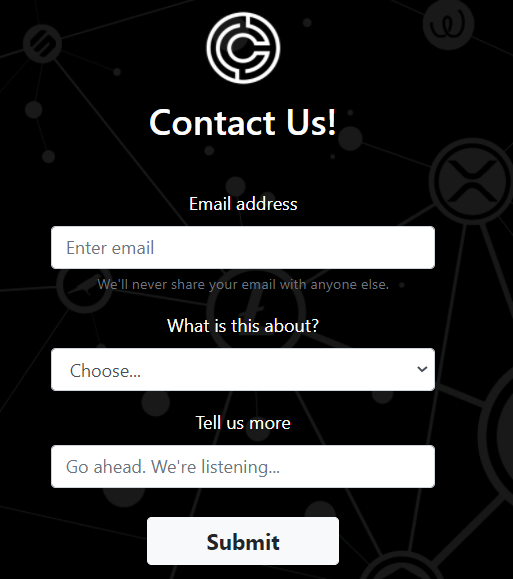 Contact Us!
Email address
Enter email
We'll never share your email with anyone else.
What is this about?
Choose...
Tell us more
Go ahead. We're listening...
Submit